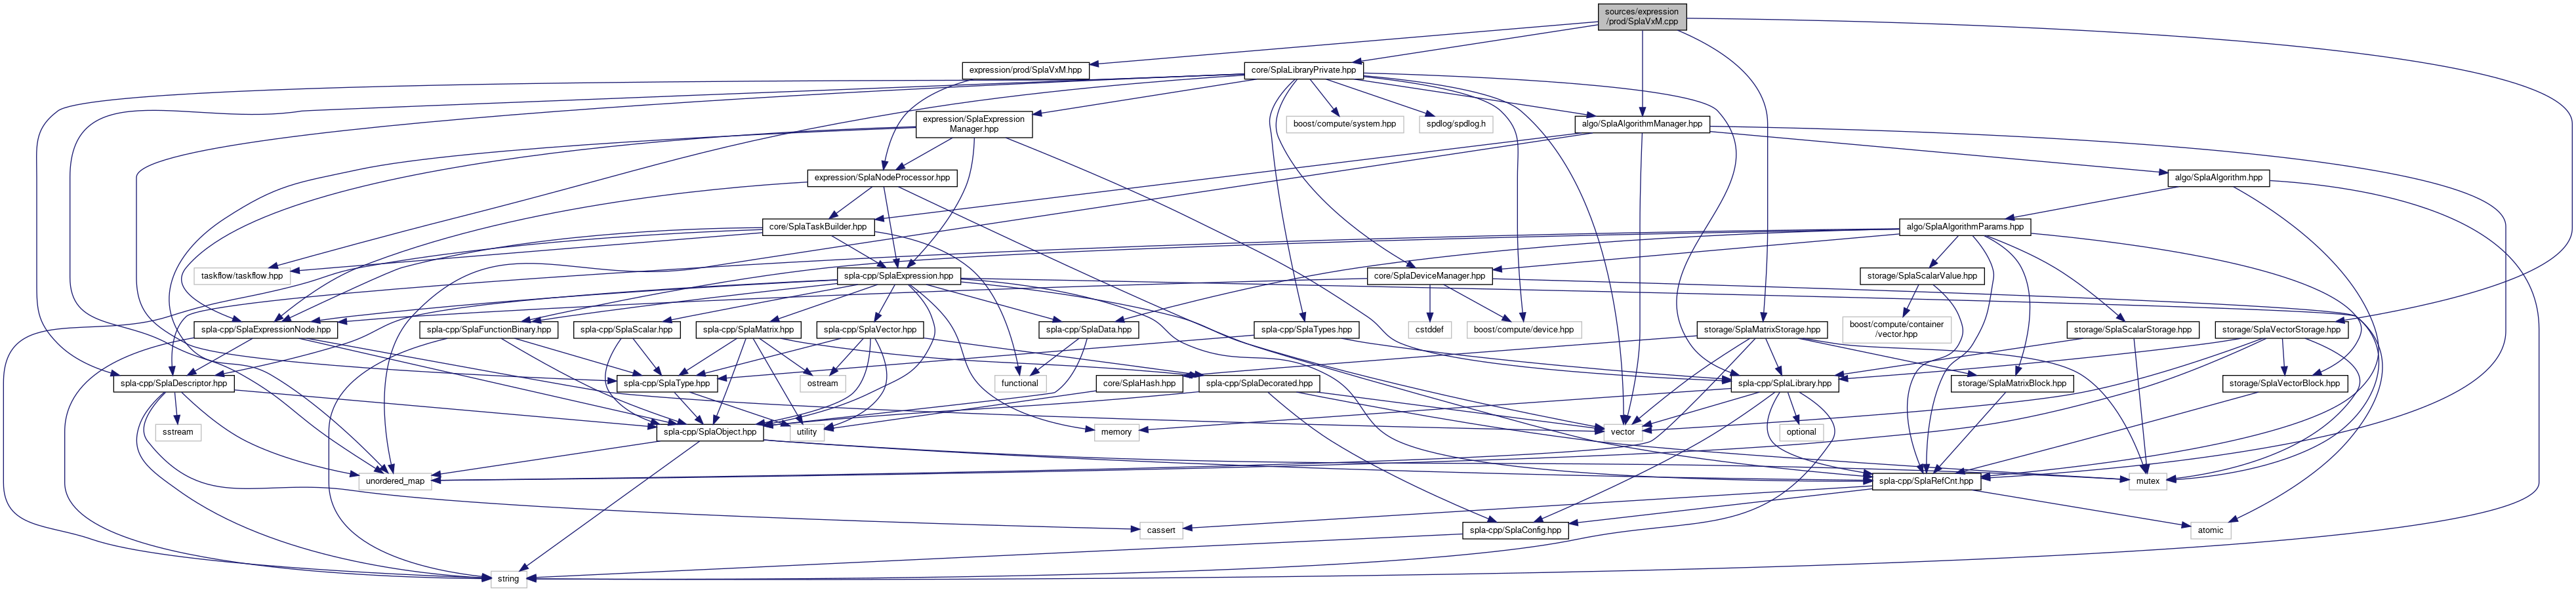 sources/expression
/prod/SplaVxM.cpp
expression/prod/SplaVxM.hpp
core/SplaLibraryPrivate.hpp
expression/SplaExpression
Manager.hpp
boost/compute/system.hpp
spdlog/spdlog.h
algo/SplaAlgorithmManager.hpp
expression/SplaNodeProcessor.hpp
algo/SplaAlgorithm.hpp
core/SplaTaskBuilder.hpp
algo/SplaAlgorithmParams.hpp
taskflow/taskflow.hpp
spla-cpp/SplaExpression.hpp
core/SplaDeviceManager.hpp
storage/SplaScalarValue.hpp
spla-cpp/SplaExpressionNode.hpp
spla-cpp/SplaFunctionBinary.hpp
spla-cpp/SplaScalar.hpp
spla-cpp/SplaMatrix.hpp
spla-cpp/SplaVector.hpp
spla-cpp/SplaData.hpp
spla-cpp/SplaTypes.hpp
cstddef
boost/compute/device.hpp
storage/SplaMatrixStorage.hpp
boost/compute/container
/vector.hpp
storage/SplaScalarStorage.hpp
storage/SplaVectorStorage.hpp
spla-cpp/SplaDescriptor.hpp
spla-cpp/SplaType.hpp
ostream
functional
core/SplaHash.hpp
spla-cpp/SplaDecorated.hpp
spla-cpp/SplaLibrary.hpp
storage/SplaMatrixBlock.hpp
storage/SplaVectorBlock.hpp
sstream
spla-cpp/SplaObject.hpp
utility
memory
vector
optional
unordered_map
spla-cpp/SplaRefCnt.hpp
mutex
cassert
spla-cpp/SplaConfig.hpp
atomic
string